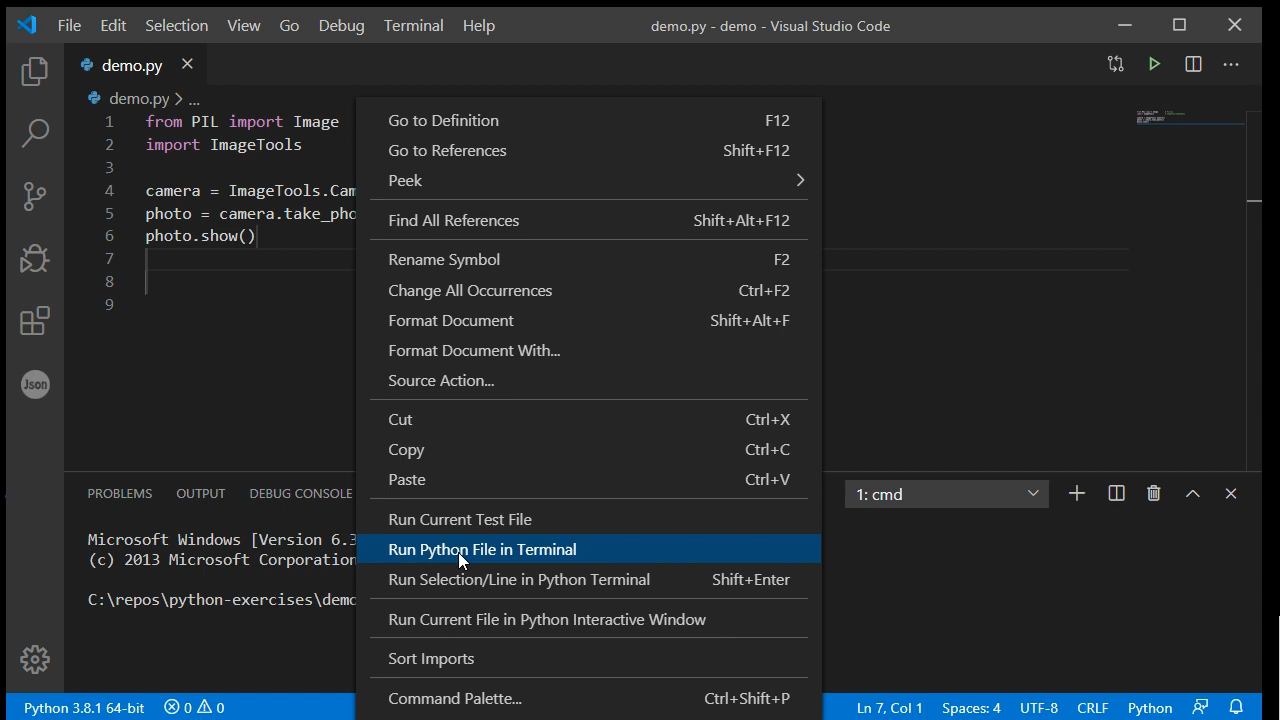 File Edit Selection View Go Debug Terminal Help demo.py - demo - Visual Studio Code
demo.py
demo.py > ...
1 from PIL import Image
2 import ImageTools
3
4 camera = ImageTools.Cam
5 photo = camera.take_pho
6 photo.show()
7
8
9
Go to Definition F12
Go to References Shift+F12
Peek
Find All References Shift+Alt+F12
Rename Symbol F2
Change All Occurrences Ctrl+F2
Format Document Shift+Alt+F
Format Document With...
Source Action...
Cut Ctrl+X
Copy Ctrl+C
Paste Ctrl+V
Run Current Test File
Run Python File in Terminal
Run Selection/Line in Python Terminal Shift+Enter
Run Current File in Python Interactive Window
Sort Imports
Command Palette... Ctrl+Shift+P
Json
PROBLEMS OUTPUT DEBUG CONSOLE 1: cmd
Microsoft Windows [Version 6.3
(c) 2013 Microsoft Corporation
C:\repos\python-exercises\demo
Python 3.8.1 64-bit 0 0 Ln 7, Col 1 Spaces: 4 UTF-8 CRLF Python